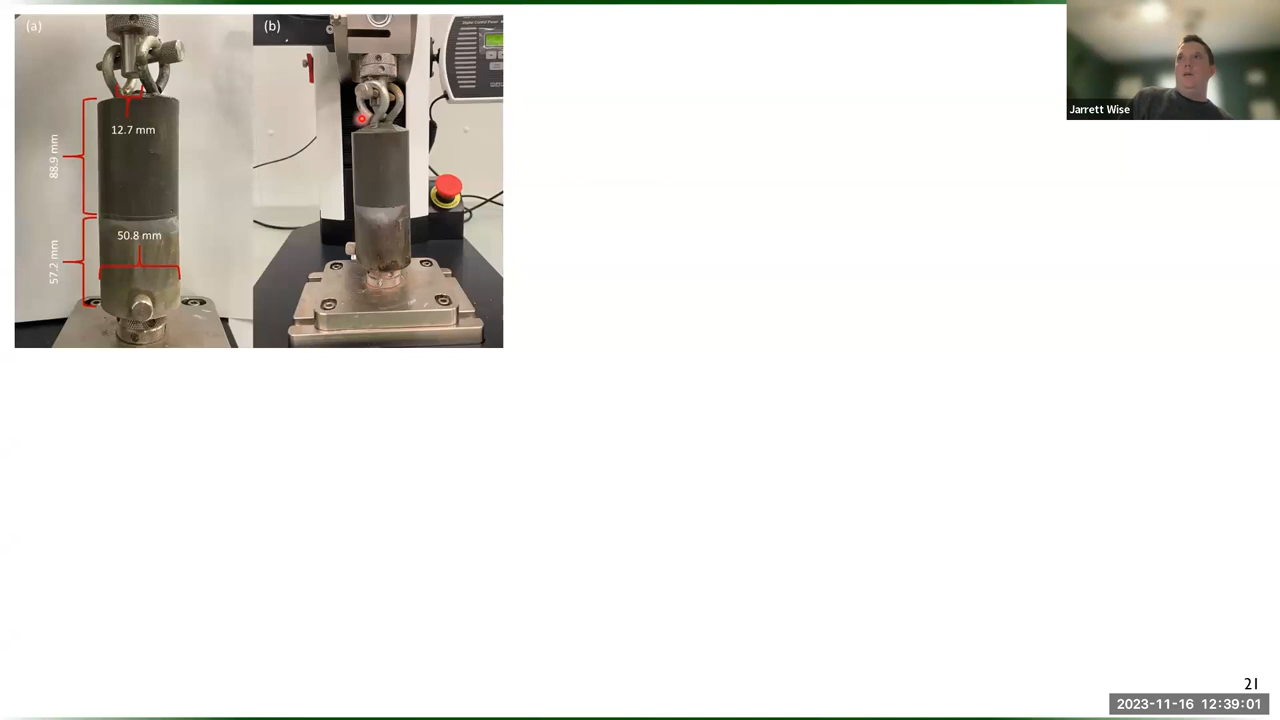 (a)
(b)
12.7 mm
88.9 mm
50.8 mm
57.2 mm
Jarrett Wise
21
2023-11-16 12:39:01